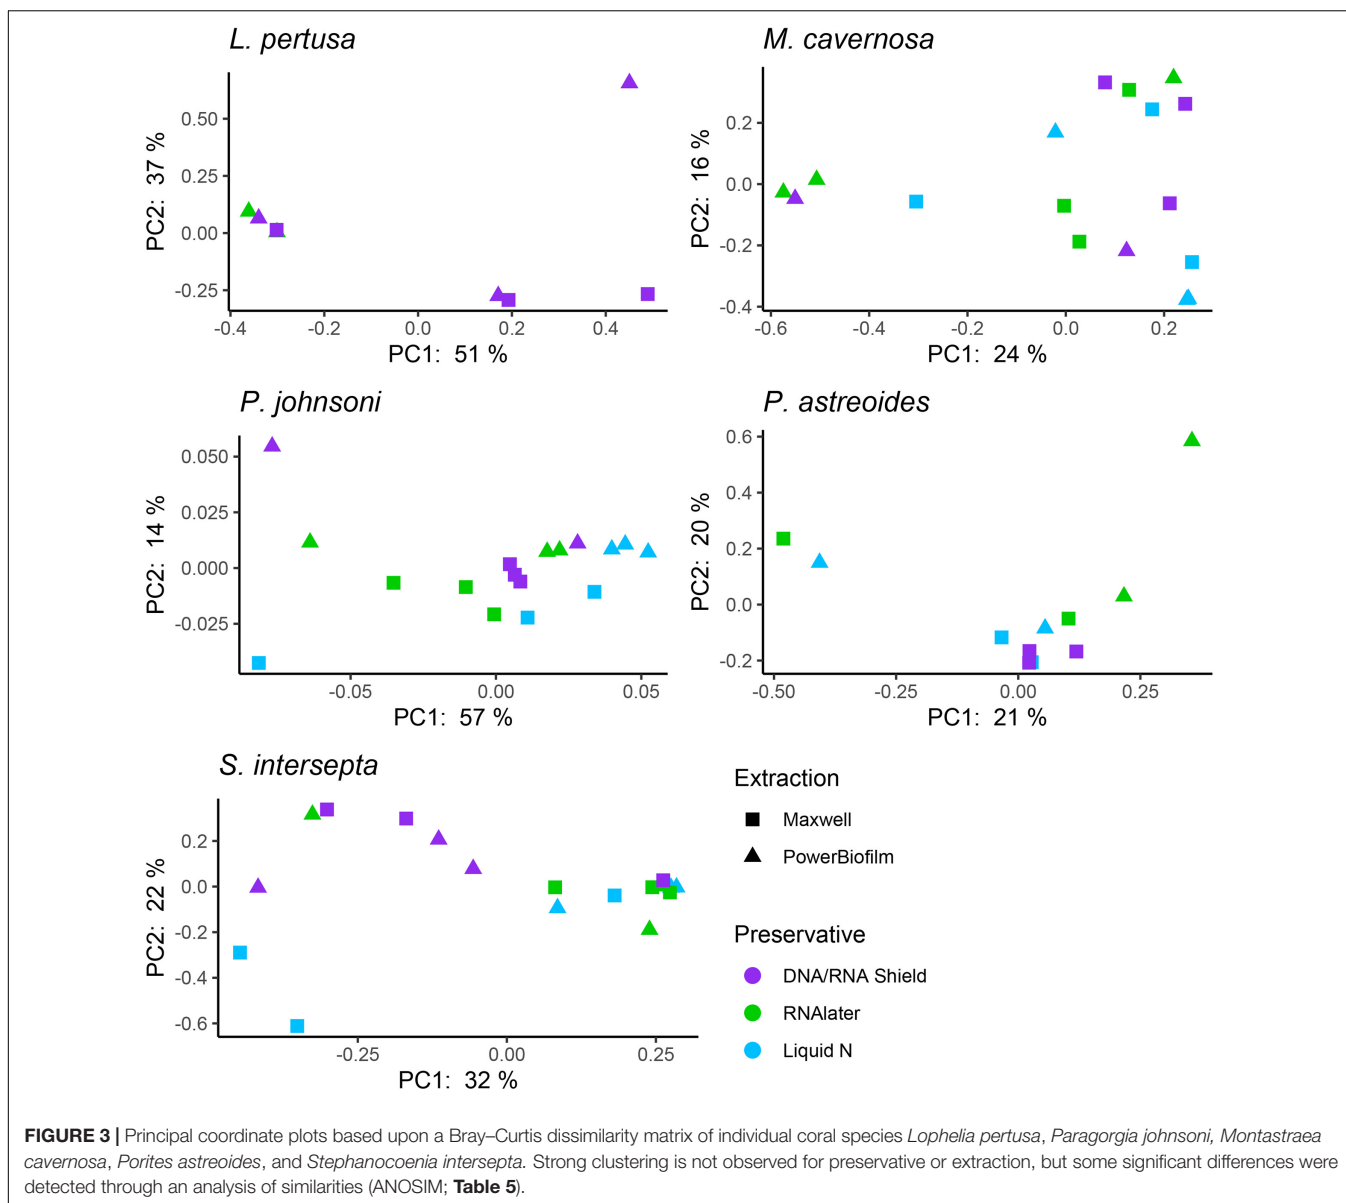 L. pertusa
PC2: 37 %
0.50
0.25
0.00
-0.25
-0.4
-0.2
0.0
0.2
0.4
PC1: 51 %
M. cavernosa
PC2: 16 %
0.2
0.0
-0.2
-0.4
-0.6
-0.4
-0.2
0.0
0.2
PC1: 24 %
P. johnsoni
PC2: 14 %
0.050
0.025
0.000
-0.025
-0.05
0.00
0.05
PC1: 57 %
P. astreoides
PC2: 20 %
0.6
0.4
0.2
0.0
-0.2
-0.50
-0.25
0.00
0.25
PC1: 21 %
S. intersepta
PC2: 22 %
0.2
0.0
-0.2
-0.4
-0.6
-0.25
0.00
0.25
PC1: 32 %
Extraction
Maxwell
PowerBiofilm
Preservative
DNA/RNA Shield
RNAlater
Liquid N
FIGURE 3 | Principal coordinate plots based upon a Bray–Curtis dissimilarity matrix of individual coral species Lophelia pertusa, Paragorgia johnsoni, Montastraea
cavernosa, Porites astreoides, and Stephanocoenia intersepta. Strong clustering is not observed for preservative or extraction, but some significant differences were
detected through an analysis of similarities (ANOSIM; Table 5).